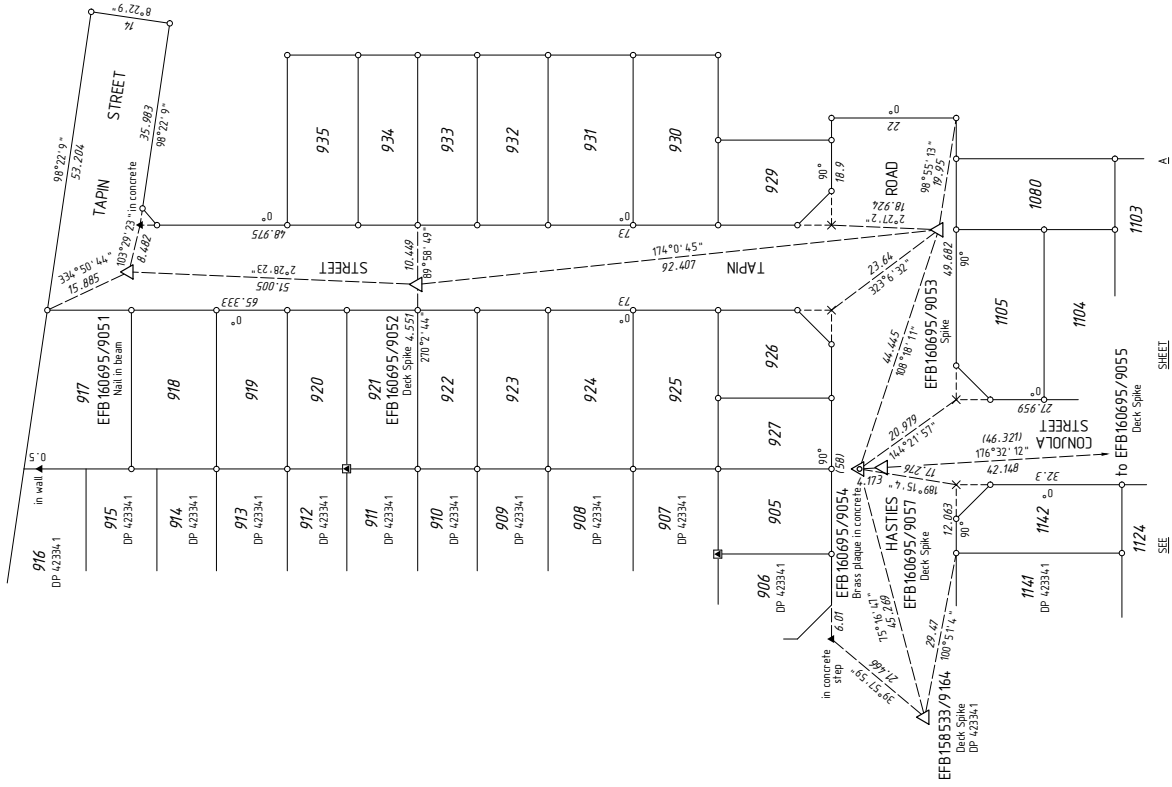 98°22'9"
53.204
TAPIN STREET
35.983
98°22'9"
14
8°22'9"
334°50'44"
15.885
103°29'23"
8.482
in concrete
0.5
in wall
917
EFB160695/9051
Nail in beam
918
919
920
921
EFB160695/9052
Deck Spike
4.551
270°2'44"
922
923
924
925
926
927
916
DP 423341
915
DP 423341
914
DP 423341
913
DP 423341
912
DP 423341
911
DP 423341
910
DP 423341
909
DP 423341
908
DP 423341
907
DP 423341
906
DP 423341
905
65.333
0°
73
0°
51.005
2°28'23"
STREET
48.975
0°
10.449
89°58'49"
73
0°
92.407
174°0'45"
TAPIN
935
934
933
932
931
930
929
90°
18.9
22
0°
ROAD
18.924
2°27'2"
98°55'13"
19.95
23.64
323°6'32"
EFB160695/9053
Spike
49.682
90°
44.445
108°18'11"
20.979
144°21'57"
90°
(58)
EFB160695/9054
Brass plaque in concrete
4.173
17.276
189°15'4"
HASTIES
EFB160695/9057
Deck Spike
75°16'47"
45.269
12.063
90°
29.47
100°51'4"
6.01
in concrete
step
21.466
39°57'59"
EFB158533/9164
Deck Spike
DP 423341
1080
1103
1105
1104
27.959
0°
CONJOLA
STREET
(46.321)
176°32'12"
42.148
to EFB160695/9055
Deck Spike
32.3
0°
1142
1141
DP 423341
1124
SEE SHEET A